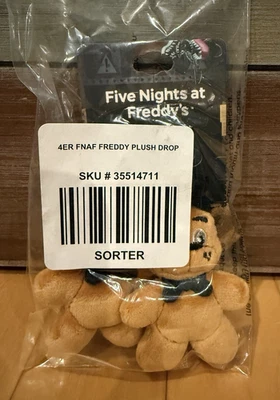 Five Nights at
Freddy's
4ER FNAF FREDDY PLUSH DROP
SKU # 35514711
SORTER